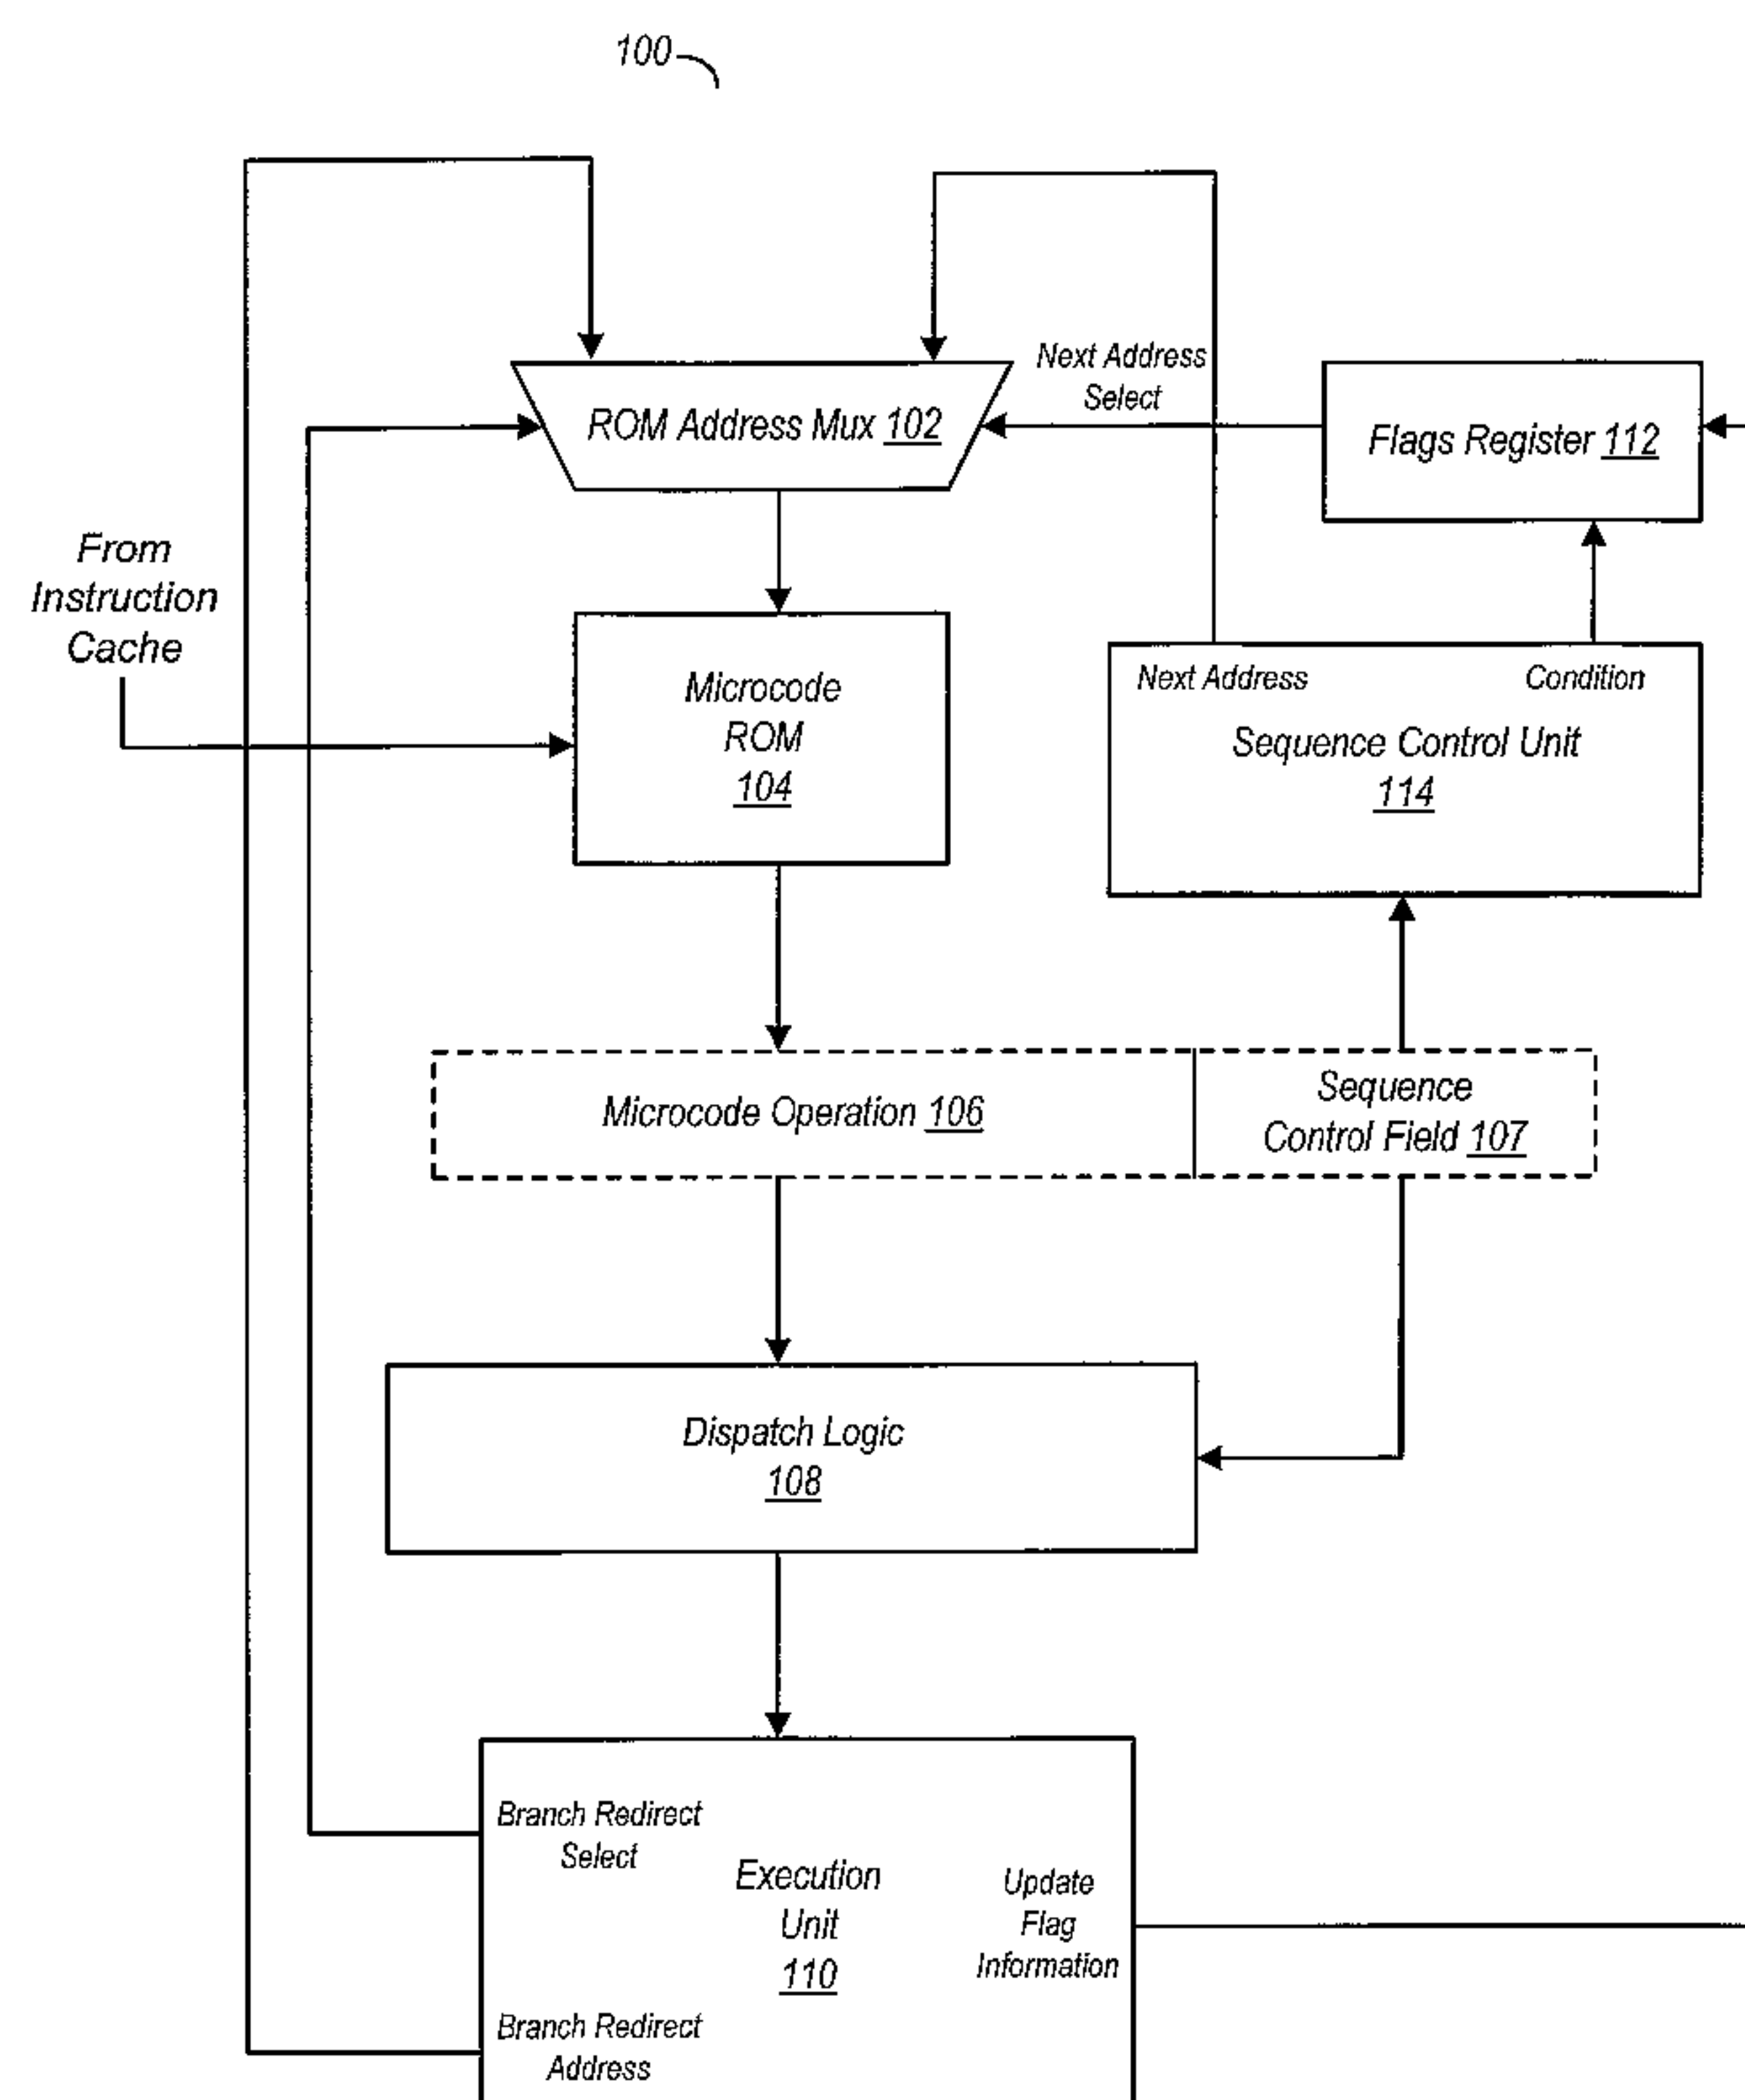 100
ROM Address Mux 102
Next Address
Select
Flags Register 112
From
Instruction
Cache
Microcode
ROM
104
Next Address
Condition
Sequence Control Unit
114
Microcode Operation 106
Sequence
Control Field 107
Dispatch Logic
108
Branch Redirect
Select
Execution
Unit
110
Update
Flag
Information
Branch Redirect
Address